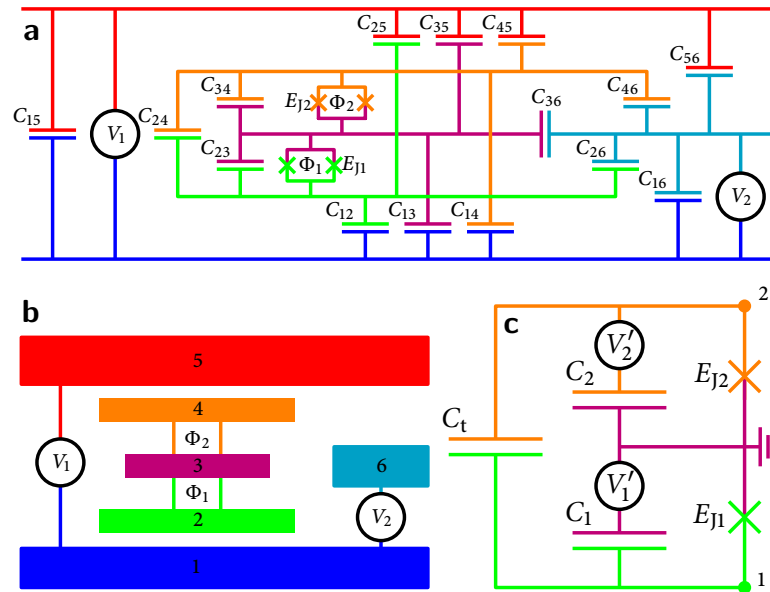 a
C25 C35 C45
C56
C34
EJ2 Φ2
C36
C46
C15 V1 C24
C23
Φ1 EJ1
C26
C16
V2
C12 C13 C14
b
5
4
Φ2
V1 3 6
Φ1
2 V2
1
c
2
V2′
C2
EJ2
Ct
V1′
C1
EJ1
1